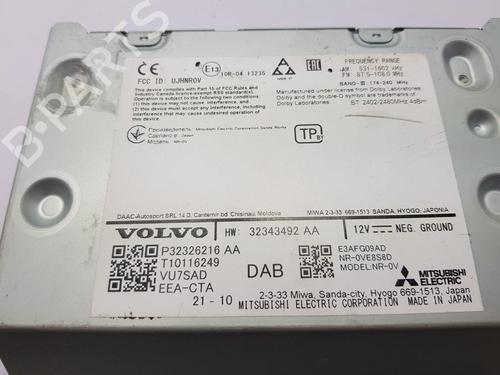 B-PARTS
CE
FCC ID: UJHNR0V
E13
10R-04 13235
EAC
FREQUENCY RANGE
AM: 531-1602 kHz
FM: 87.5-108.0 MHz
BAND-III: 174-240 MHz
BT: 2402-2480MHz 4dBm
This device complies with Part 15 of FCC Rules and
Industry Canada licence-exempt RSS standard(s).
Operation is subject to the following two conditions:
(1) this device may not cause interference, and
(2) this device must accept any interference,
including interference that may cause undesired
operation of the device.
Manufactured under license from
Dolby Laboratories.
Dolby and the double-D symbol are trademarks of
Dolby Laboratories.
Производитель: Mitsubishi Electric Corporation Sanda Works
Сделано в: Japan
Модель: NR-0V
TP
DAAC-Autosport SRL 14 D. Cantemir bd. Chisinau, Moldova
MIWA 2-3-33 669-1513 SANDA, HYOGO, JAPONIA
VOLVO
HW: 32343492 AA
12V NEG. GROUND
P32326216 AA
T10116249
VU7SAD
EEA-CTA
21-10
DAB
E3AFG09AD
NR-0VE8S6D
MODEL:NR-0V
MITSUBISHI
ELECTRIC
2-3-33 Miwa, Sanda-city, Hyogo 669-1513, Japan
MITSUBISHI ELECTRIC CORPORATION MADE IN JAPAN